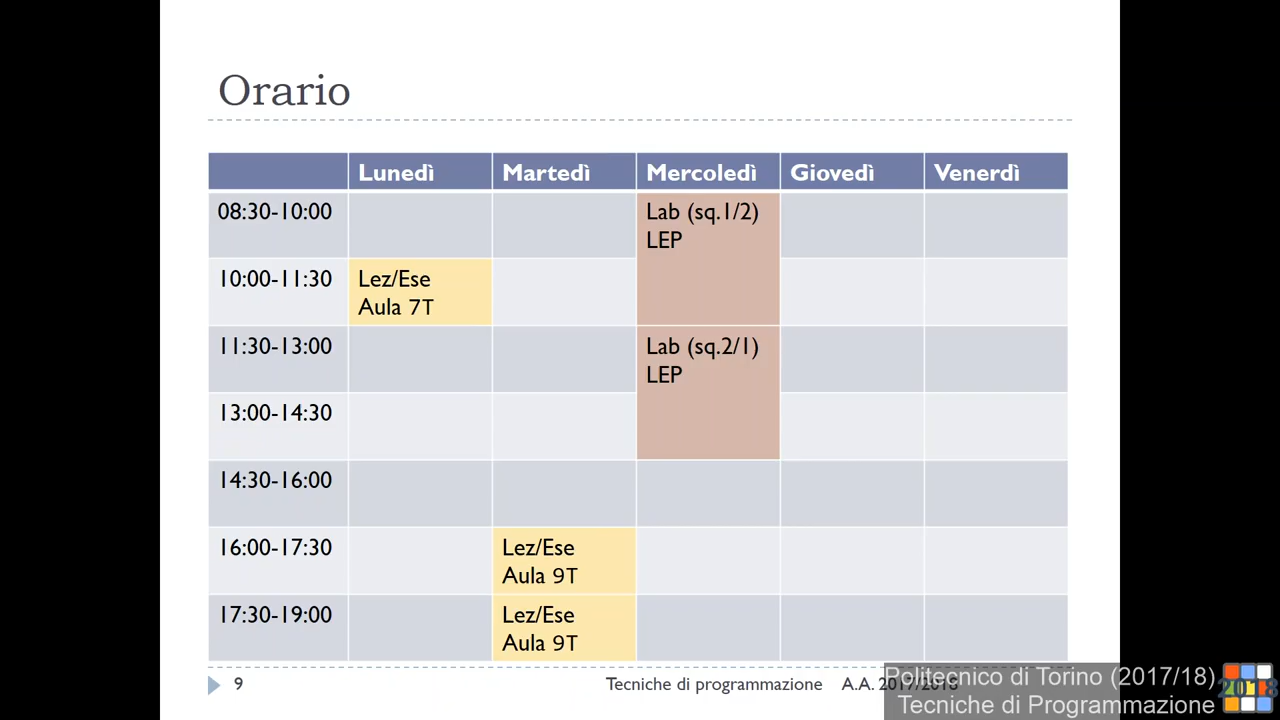 Orario
Lunedì Martedì Mercoledì Giovedì Venerdì
08:30-10:00 Lab (sq.1/2)
LEP
10:00-11:30 Lez/Ese
Aula 7T
11:30-13:00 Lab (sq.2/1)
LEP
13:00-14:30
14:30-16:00
16:00-17:30 Lez/Ese
Aula 9T
17:30-19:00 Lez/Ese
Aula 9T
9 Tecniche di programmazione A.A. 2017/2018
Politecnico di Torino (2017/18)
Tecniche di Programmazione
2018